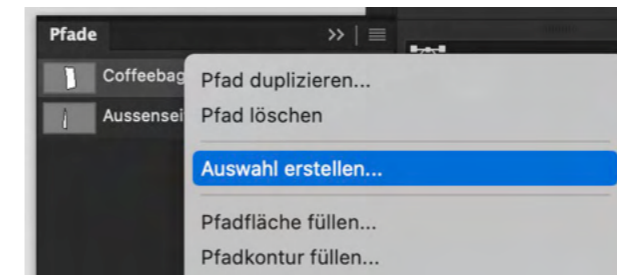 Pfade
Coffeebag
Pfad duplizieren...
Aussensei
Pfad löschen
Auswahl erstellen...
Pfadfläche füllen...
Pfadkontur füllen...